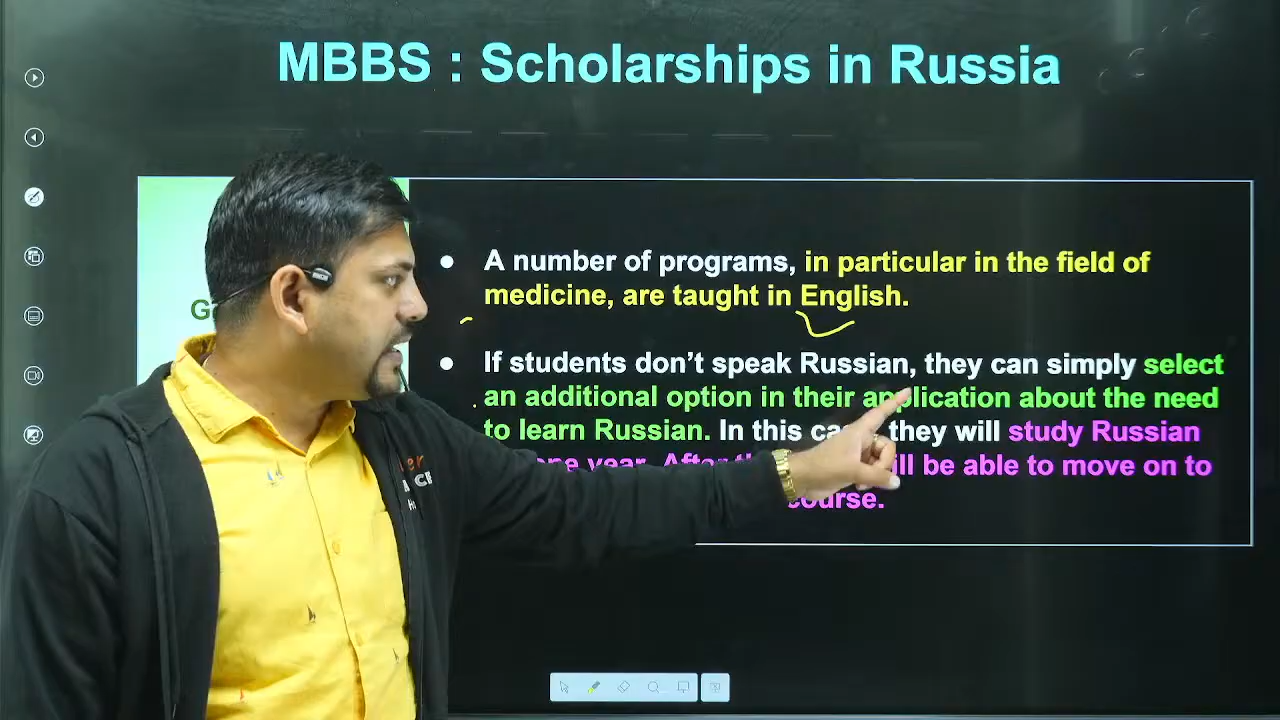 MBBS : Scholarships in Russia
A number of programs, in particular in the field of
medicine, are taught in English.
If students don’t speak Russian, they can simply select
an additional option in their application about the need
to learn Russian. In this they will study Russian
year. be able to move on to
course.